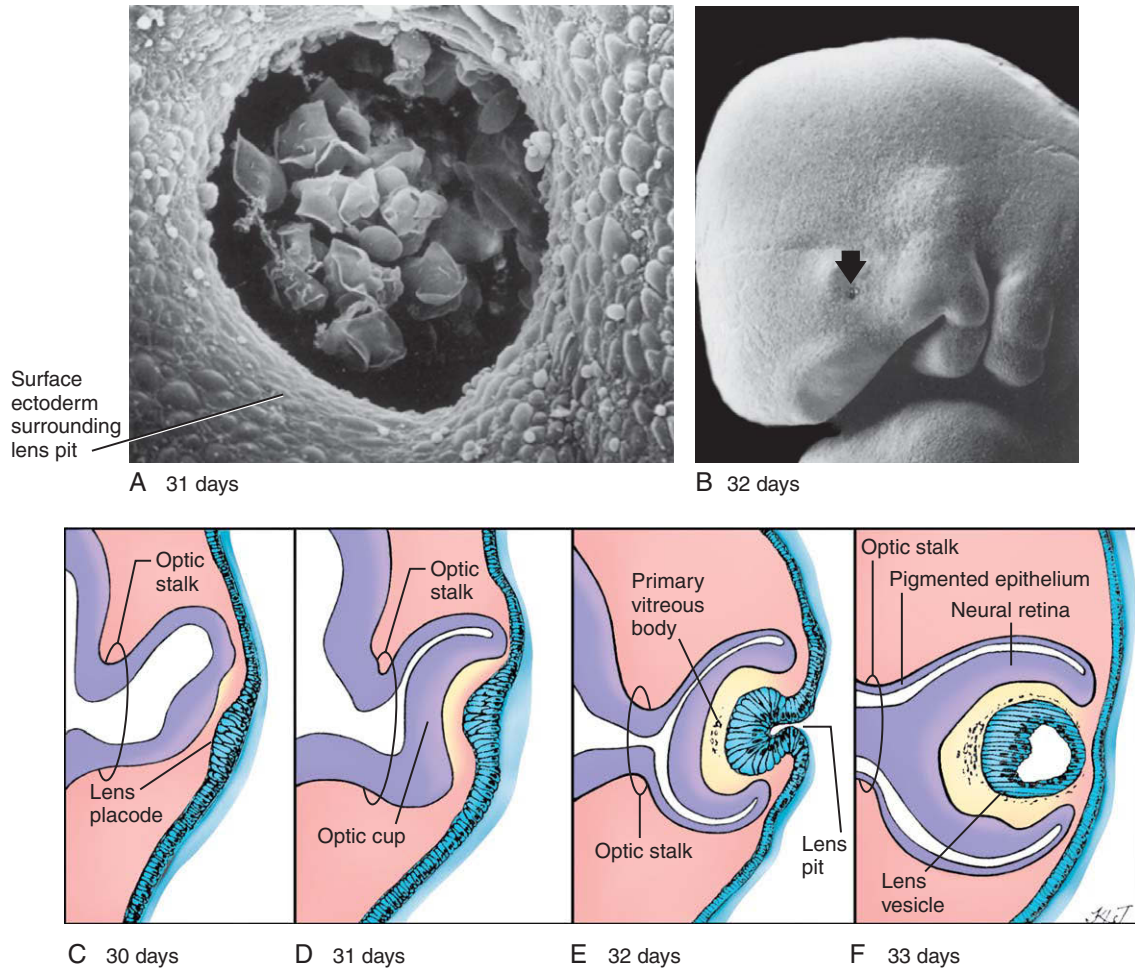 Surface
ectoderm
surrounding
lens pit
A 31 days
B 32 days
Optic
stalk
Lens
placode
C 30 days
Optic
stalk
Optic cup
D 31 days
Primary
vitreous
body
Optic stalk
Lens
pit
E 32 days
Optic stalk
Pigmented epithelium
Neural retina
Lens
vesicle
F 33 days